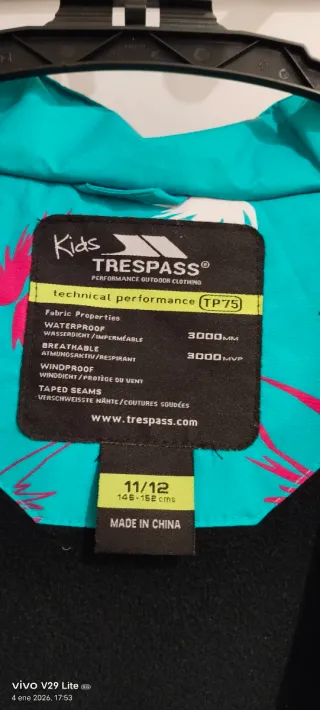 Kids
TRESPASS®
PERFORMANCE OUTDOOR CLOTHING
technical performance TP75
Fabric Properties
WATERPROOF 3000MM
WASSERDICHT/IMPERMÉABLE
BREATHABLE 3000MVP
ATMUNGSAKTIV/RESPIRANT
WINDPROOF
WINDDICHT/PROTÈGE DU VENT
TAPED SEAMS
VERSCHWEISSTE NÄHTE/COUTURES SOUDÉES
www.trespass.com
11/12
146-152 cms
MADE IN CHINA
vivo V29 Lite 5G
4 ene 2026, 17:53